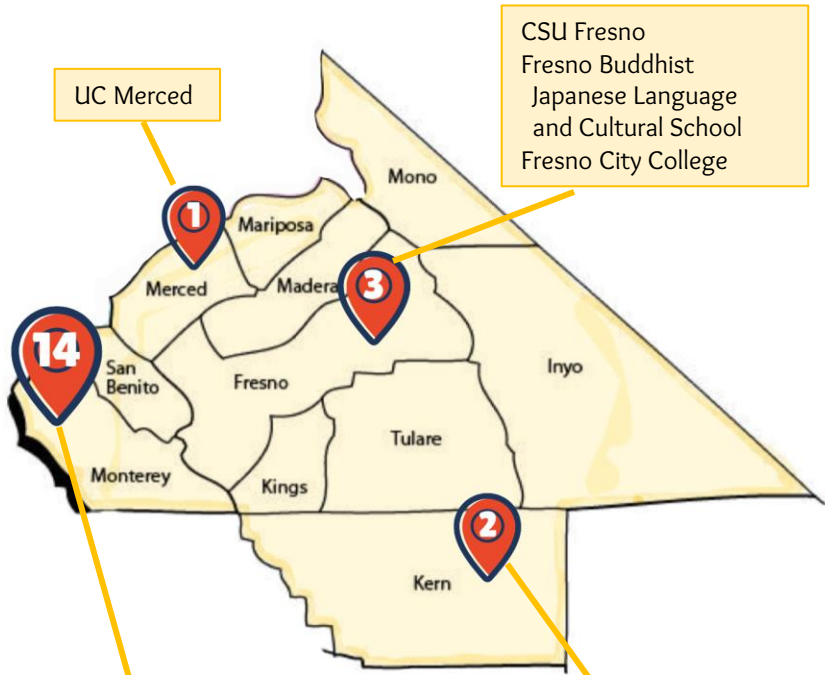 CSU Fresno
Fresno Buddhist
Japanese Language
and Cultural School
Fresno City College
UC Merced
Mono
1
Mariposa
Merced
Madera
3
14
San
Benito
Fresno
Inyo
Tulare
Monterey
Kings
2
Kern